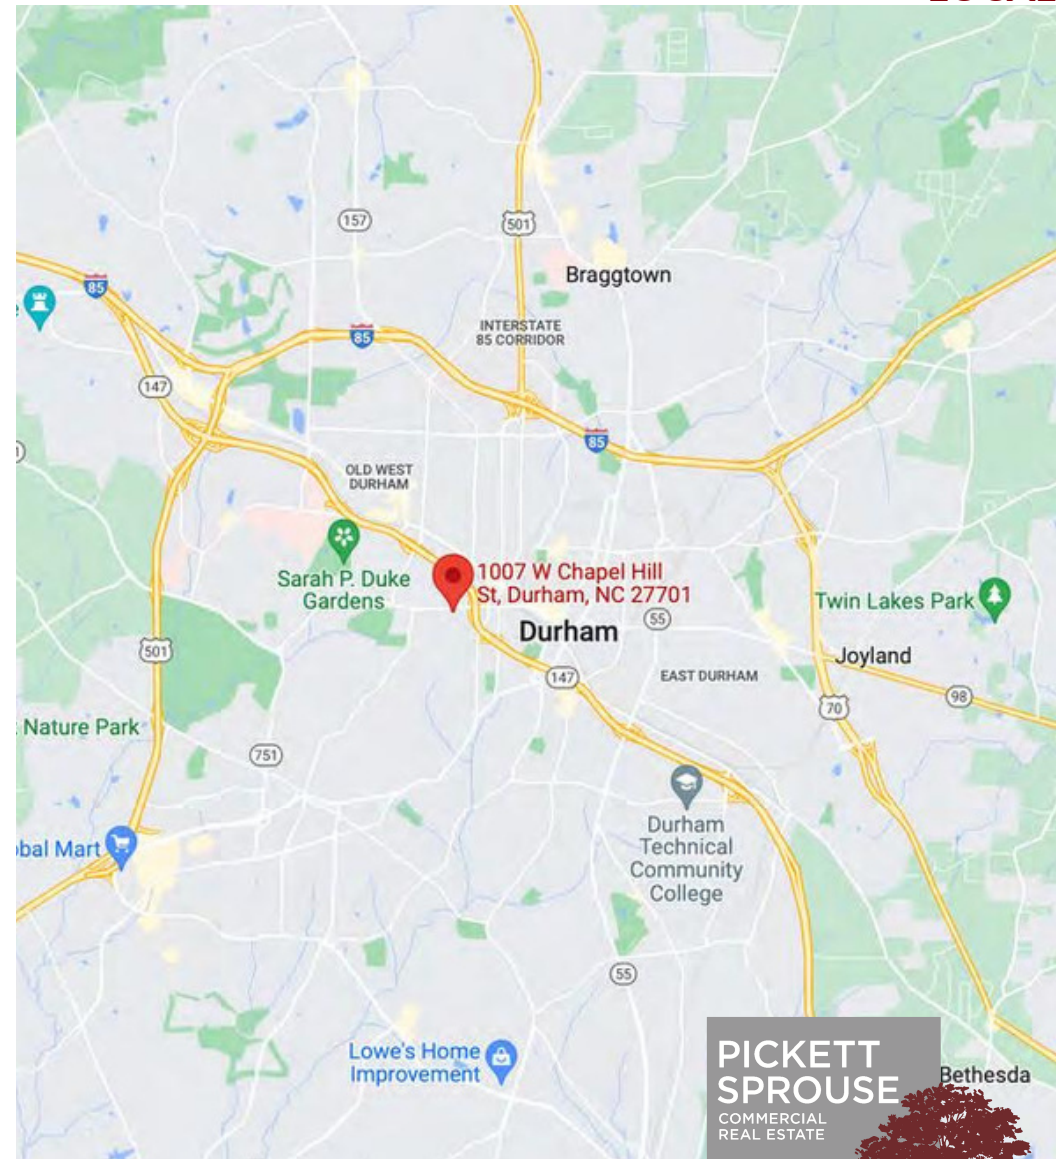 157
501
Braggtown
85
INTERSTATE
85 CORRIDOR
85
147
85
OLD WEST
DURHAM
Sarah P. Duke
Gardens
1007 W Chapel Hill
St, Durham, NC 27701
Twin Lakes Park
55
Durham
501
147
EAST DURHAM
Joyland
98
70
Nature Park
751
obal Mart
Durham
Technical
Community
College
55
Lowe's Home
Improvement
PICKETT
SPROUSE
COMMERCIAL
REAL ESTATE
Bethesda